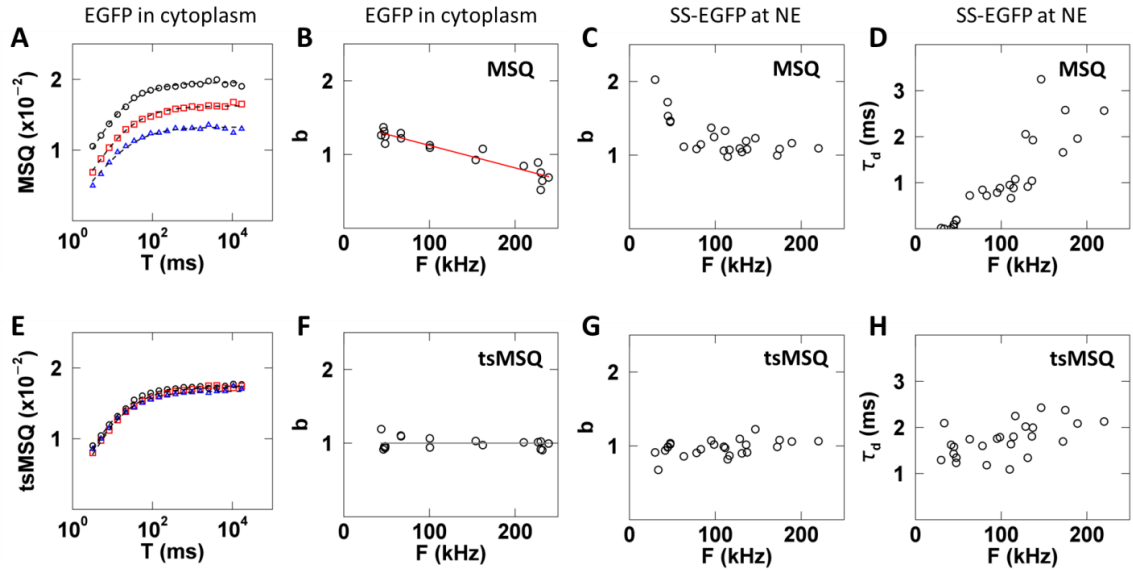 EGFP in cytoplasm
EGFP in cytoplasm
SS-EGFP at NE
SS-EGFP at NE
A
MSQ (x10⁻²)
2
1
10⁰ 10² 10⁴
T (ms)
B
MSQ
b
2
1
0 100 200
F (kHz)
C
MSQ
b
2
1
0 100 200
F (kHz)
D
MSQ
τd (ms)
3
2
1
0 100 200
F (kHz)
E
tsMSQ (x10⁻²)
2
1
10⁰ 10² 10⁴
T (ms)
F
tsMSQ
b
2
1
0 100 200
F (kHz)
G
tsMSQ
b
2
1
0 100 200
F (kHz)
H
tsMSQ
τd (ms)
3
2
1
0 100 200
F (kHz)